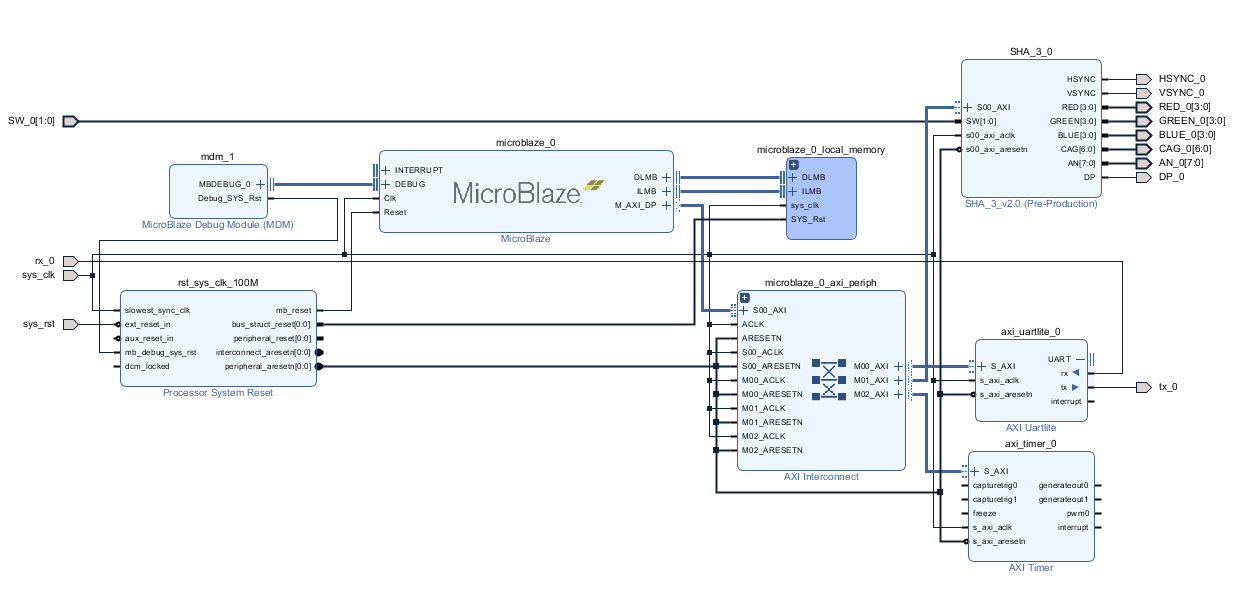 SHA_3_0
S00_AXI
SW[1:0]
s00_axi_aclk
s00_axi_aresetn
HSYNC
VSYNC
RED[3:0]
GREEN[3:0]
BLUE[3:0]
CAG[6:0]
AN[7:0]
DP
SHA_3_v2.0 (Pre-Production)
HSYNC_0
VSYNC_0
RED_0[3:0]
GREEN_0[3:0]
BLUE_0[3:0]
CAG_0[6:0]
AN_0[7:0]
DP_0
SW_0[1:0]
mdm_1
MBDEBUG_0
Debug_SYS_Rst
MicroBlaze Debug Module (MDM)
microblaze_0
INTERRUPT
DEBUG
Clk
Reset
MicroBlaze
DLMB
ILMB
M_AXI_DP
MicroBlaze
microblaze_0_local_memory
DLMB
ILMB
sys_clk
SYS_Rst
rx_0
sys_clk
sys_rst
rst_sys_clk_100M
slowest_sync_clk
ext_reset_in
aux_reset_in
mb_debug_sys_rst
dcm_locked
mb_reset
bus_struct_reset[0:0]
peripheral_reset[0:0]
interconnect_aresetn[0:0]
peripheral_aresetn[0:0]
Processor System Reset
microblaze_0_axi_periph
S00_AXI
ACLK
ARESETN
S00_ACLK
S00_ARESETN
M00_ACLK
M00_ARESETN
M01_ACLK
M01_ARESETN
M02_ACLK
M02_ARESETN
M00_AXI
M01_AXI
M02_AXI
AXI Interconnect
axi_uartlite_0
S_AXI
s_axi_aclk
s_axi_aresetn
UART
rx
tx
interrupt
AXI Uartlite
tx_0
axi_timer_0
S_AXI
capturetrig0
capturetrig1
freeze
s_axi_aclk
s_axi_aresetn
generateout0
generateout1
pwm0
interrupt
AXI Timer